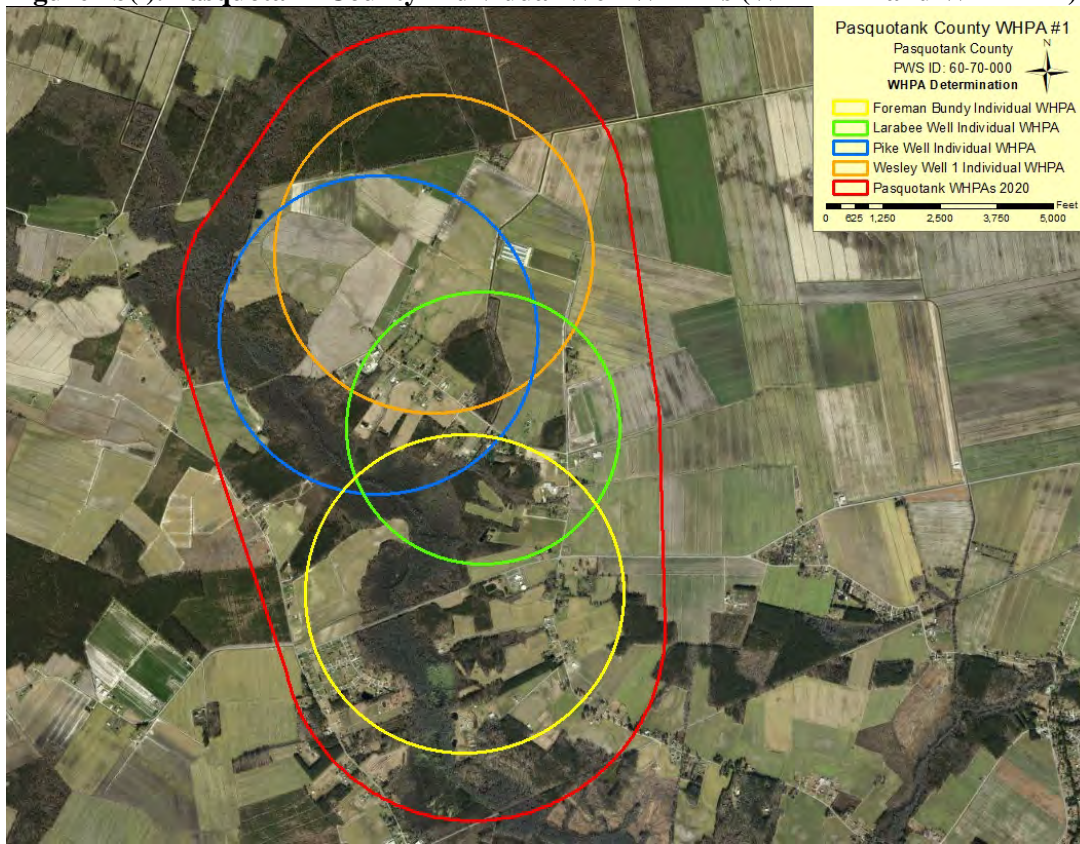 Pasquotank County WHPA #1
Pasquotank County
PWS ID: 60-70-000
N
WHPA Determination
Foreman Bundy Individual WHPA
Larabee Well Individual WHPA
Pike Well Individual WHPA
Wesley Well 1 Individual WHPA
Pasquotank WHPAs 2020
Feet
0 625 1,250 2,500 3,750 5,000